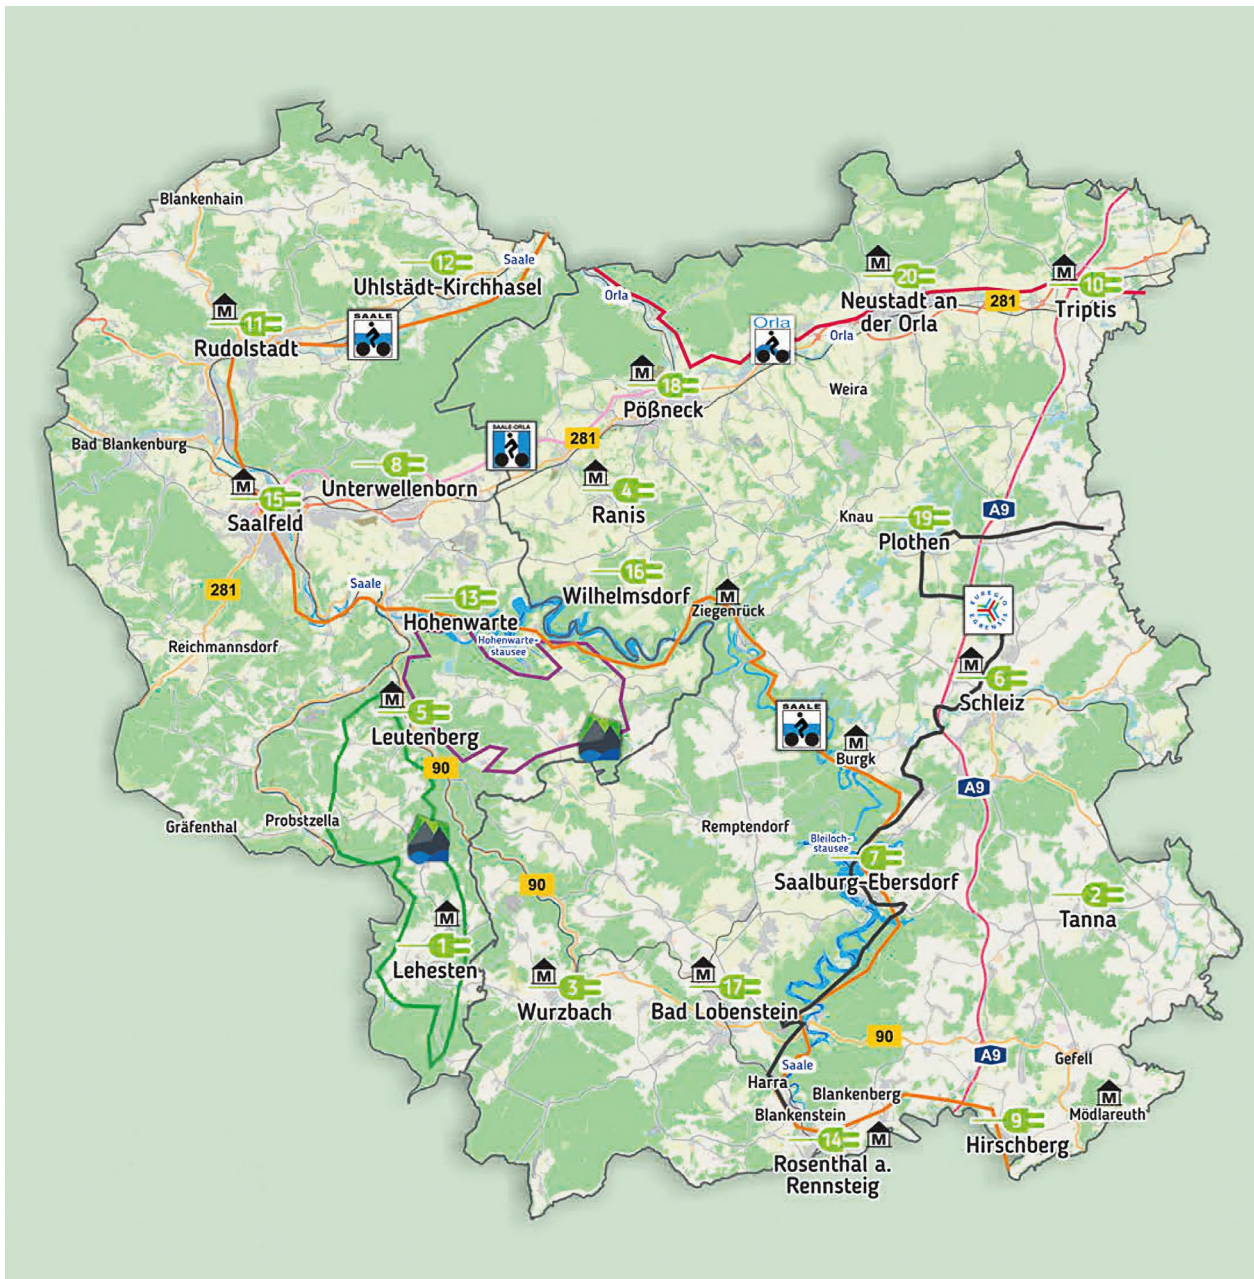 Blankenhain
12
Saale
Uhlstädt-Kirchhasel
M
11
Rudolstadt
SAALE
Orla
M
20
Neustadt an
der Orla
281
M
10
Triptis
Orla
Orla
M
18
Pößneck
Weira
Bad Blankenburg
SAALE-ORLA
281
8
Unterwellenborn
M
15
Saalfeld
M
4
Ranis
A9
Knau
19
Plothen
281
Saale
13
Hohenwarte
Hohenwarte-
stausee
16
Wilhelmsdorf
M
Ziegenrück
EUREGIO
EGRENSIS
Reichmannsdorf
M
6
Schleiz
M
5
Leutenberg
90
SAALE
M
Burgk
A9
Gräfenthal
Probstzella
Remptendorf
Bleiloch-
stausee
7
Saalburg-Ebersdorf
90
2
Tanna
M
1
Lehesten
M
3
Wurzbach
M
17
Bad Lobenstein
90
A9
Gefell
Saale
Harra
Blankenberg
Blankenstein
M
Mödlareuth
14
M
Rosenthal a.
Rennsteig
9
Hirschberg